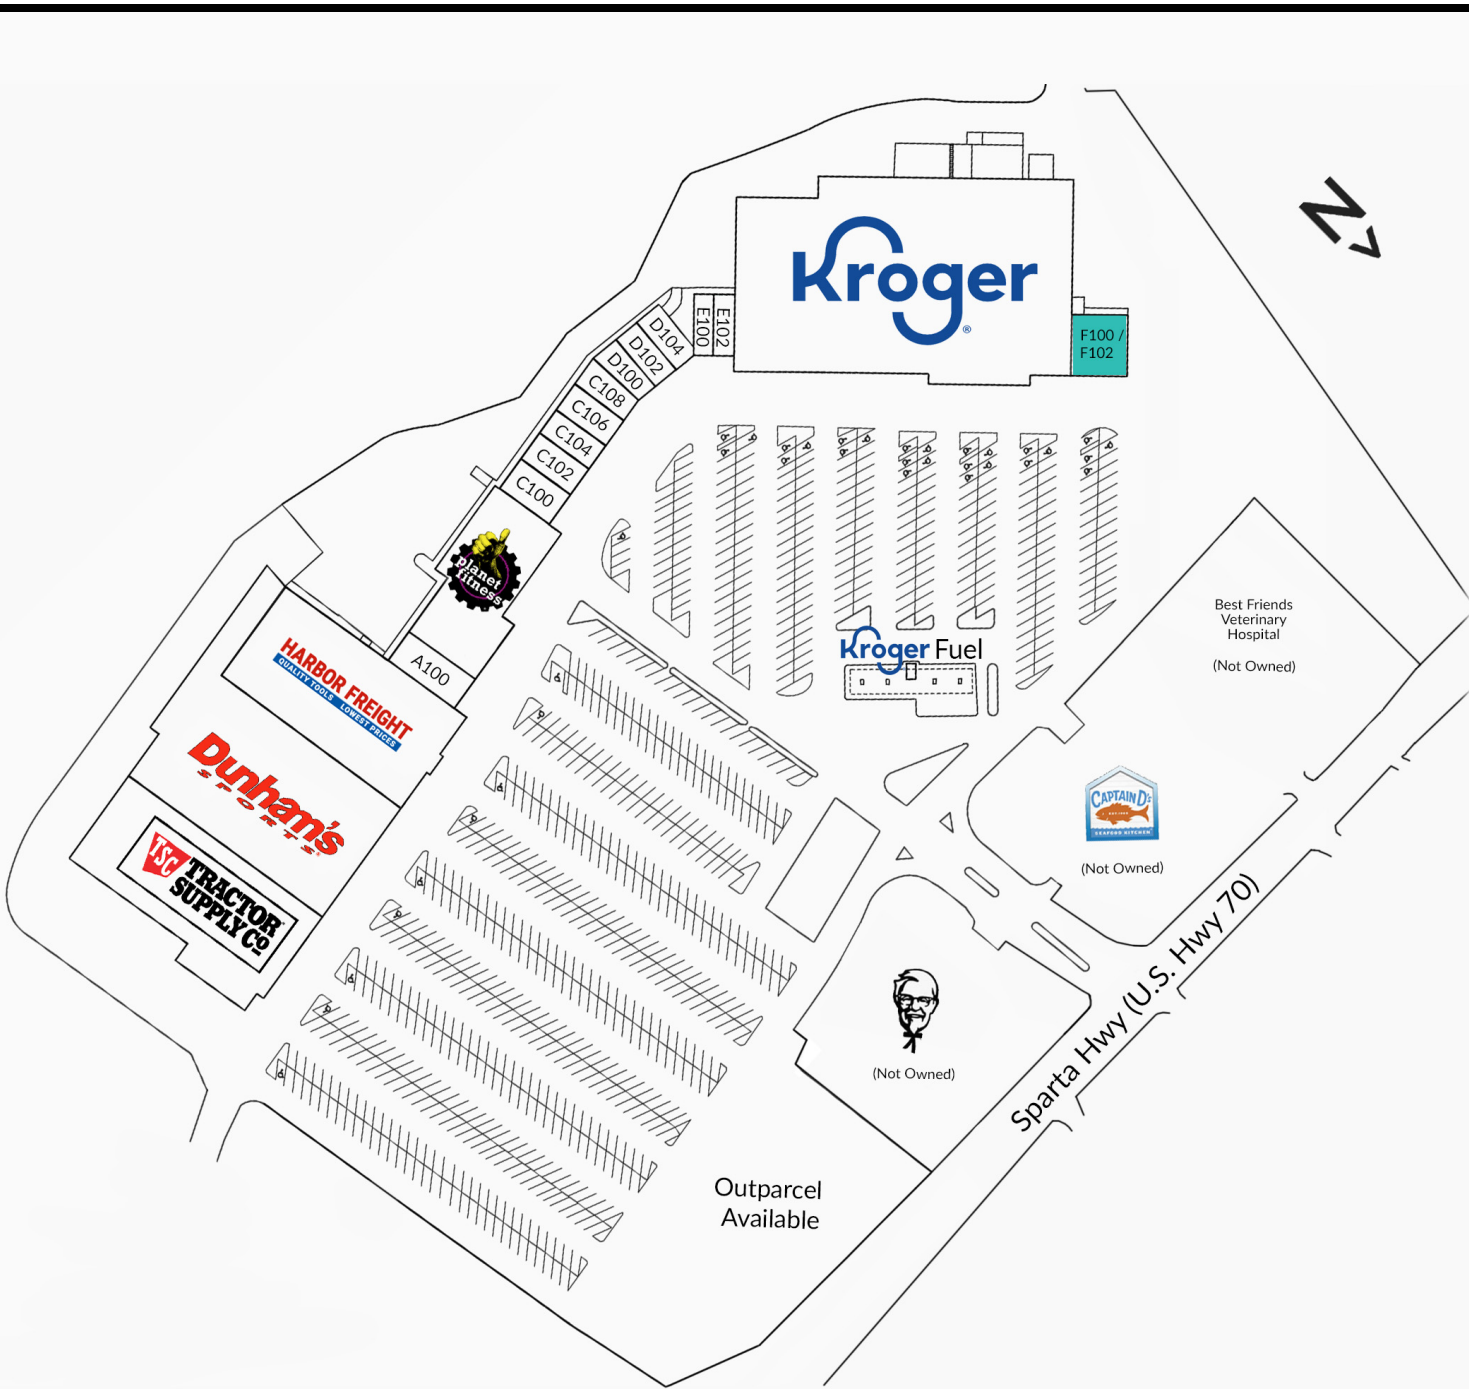 N
Kroger
®
F100 /
F102
E100
E102
D104
D102
D100
C108
C106
C104
C102
C100
planet
fitness
A100
HARBOR FREIGHT
QUALITY TOOLS LOWEST PRICES
Dunham's
SPORTS
TSC
TRACTOR
SUPPLY CO
Kroger Fuel
Best Friends
Veterinary
Hospital
(Not Owned)
CAPTAIN D's
SEAFOOD KITCHEN
(Not Owned)
(Not Owned)
Sparta Hwy (U.S. Hwy 70)
Outparcel
Available